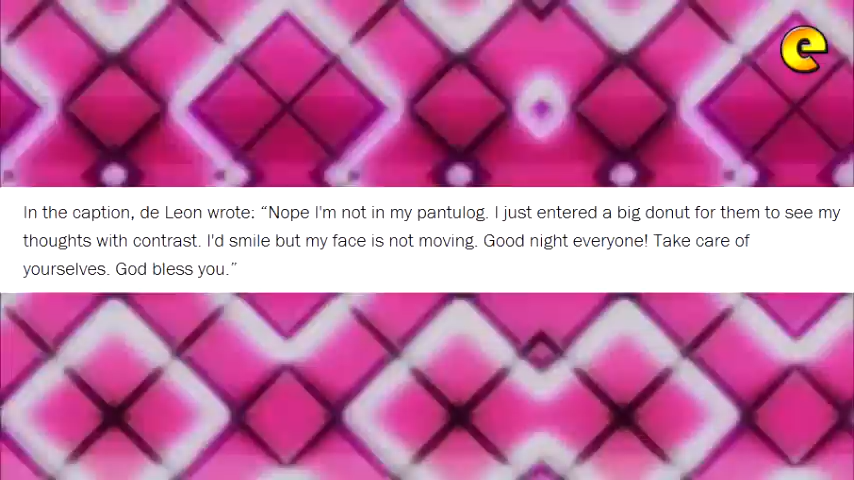 e
In the caption, de Leon wrote: “Nope I'm not in my pantulog. I just entered a big donut for them to see my
thoughts with contrast. I'd smile but my face is not moving. Good night everyone! Take care of
yourselves. God bless you.”